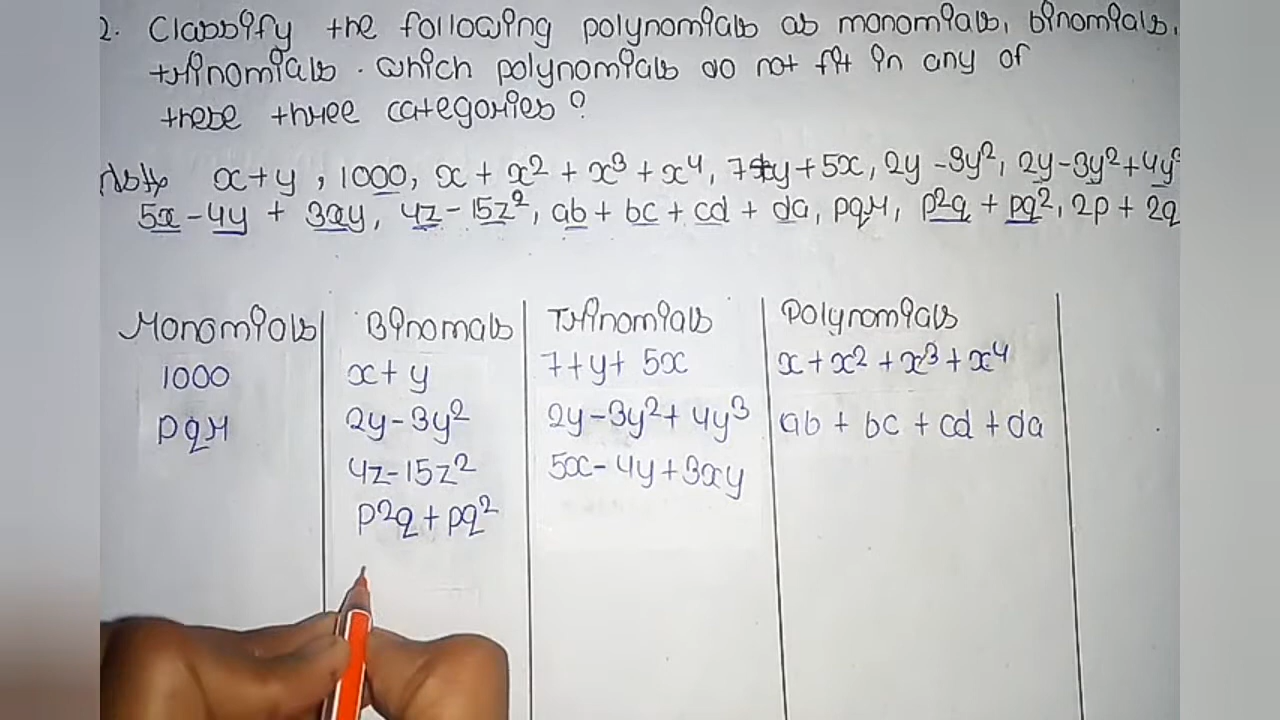 2. Classify the following polynomials as monomials, binomials,
trinomials. Which polynomials do not fit in any of
these three categories?
x+y, 1000, x + x² + x³ + x⁴, 7+y+5x, 2y-3y², 2y-3y²+4y³
5x-4y + 3xy, 4z-15z², ab + bc + cd + da, pqr, p²q + pq², 2p + 2q
Monomials Binomals Trinomials Polynomials
1000 x+y 7+y+5x x+x²+x³+x⁴
pqr 2y-3y² 2y-3y²+4y³ ab + bc + cd + da
4z-15z² 5x-4y+3xy
p²q + pq²